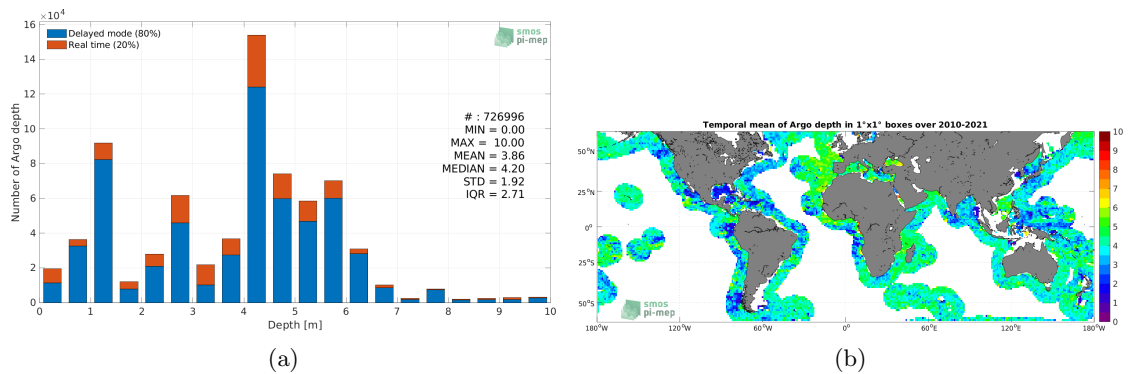 ×10⁴
16
14
12
10
8
6
4
2
0
Number of Argo depth
Delayed mode (80%)
Real time (20%)
smos
pi-mep
# : 726996
MIN = 0.00
MAX = 10.00
MEAN = 3.86
MEDIAN = 4.20
STD = 1.92
IQR = 2.71
0 1 2 3 4 5 6 7 8 9 10
Depth [m]
(a)
Temporal mean of Argo depth in 1°x1° boxes over 2010-2021
50°N
25°N
0°
25°S
50°S
smos
pi-mep
180°W 120°W 60°W 0° 60°E 120°E 180°W
10
9
8
7
6
5
4
3
2
1
0
(b)